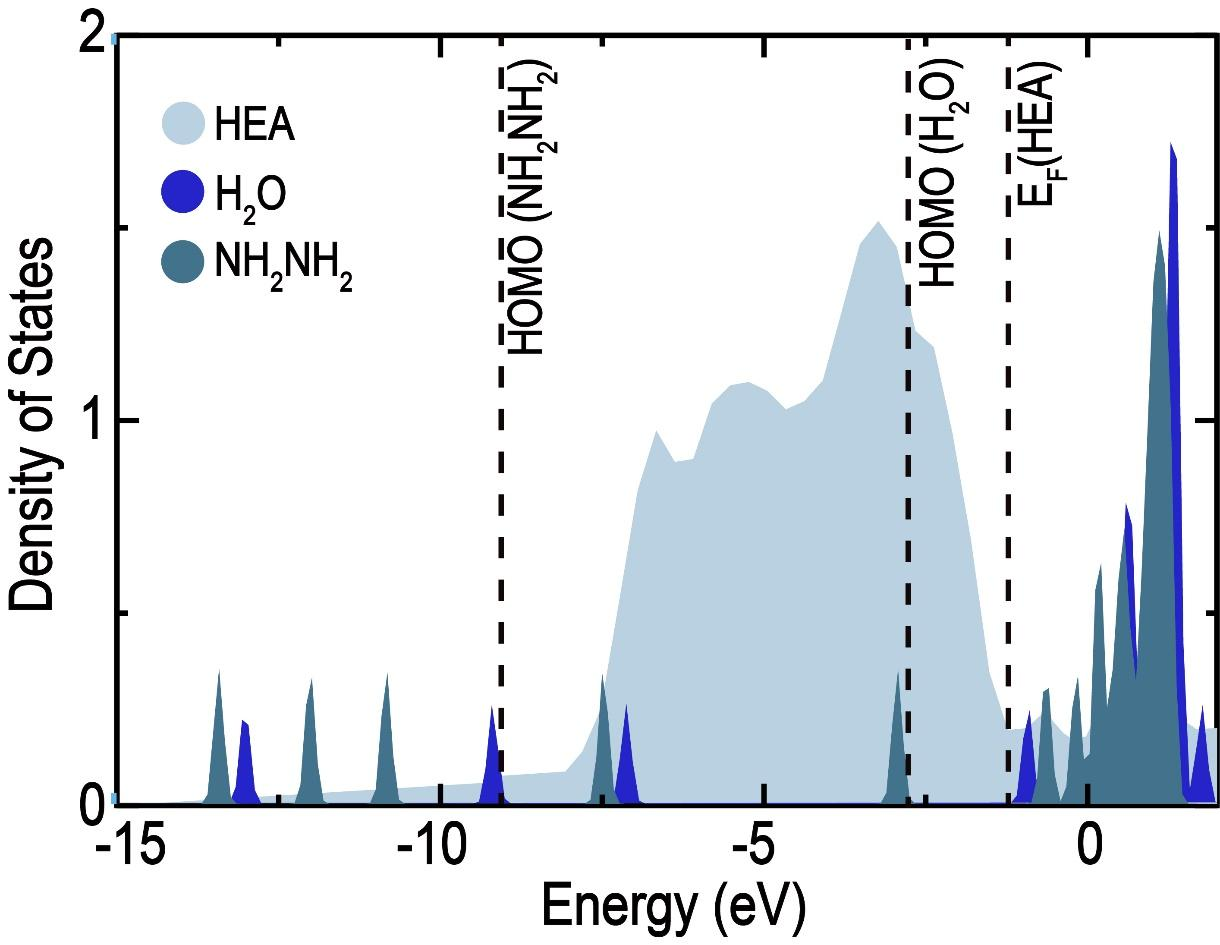 2
HEA
H₂O
NH₂NH₂
HOMO (NH₂NH₂)
HOMO (H₂O)
E_F(HEA)
Density of States
1
0
-15 -10 -5 0
Energy (eV)